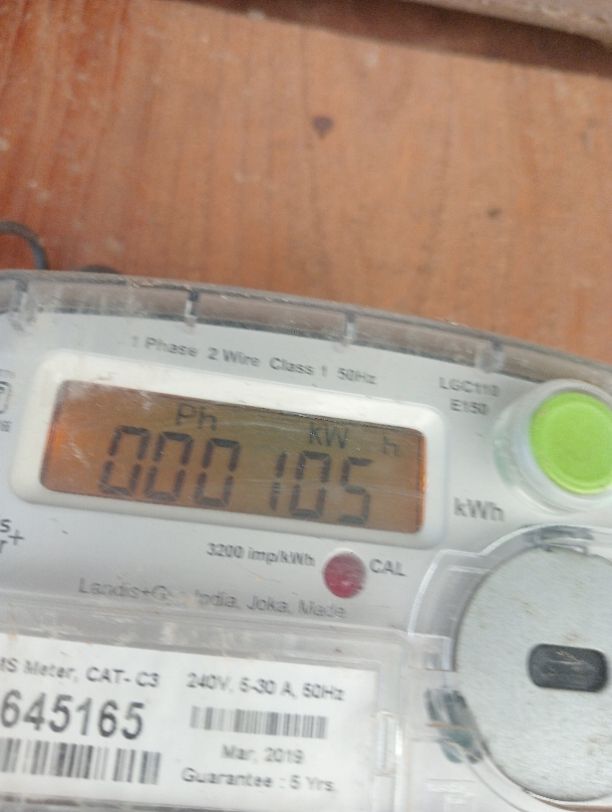 1 Phase 2 Wire Class 1 50Hz
LGC110
E150
Ph kW h
000105
kWh
3200 imp/kWh CAL
Landis+G India, Joka, Made
MS Meter, CAT- C3
645165
240V, 5-30 A, 50Hz
Mar, 2019
Guarantee : 5 Yrs.